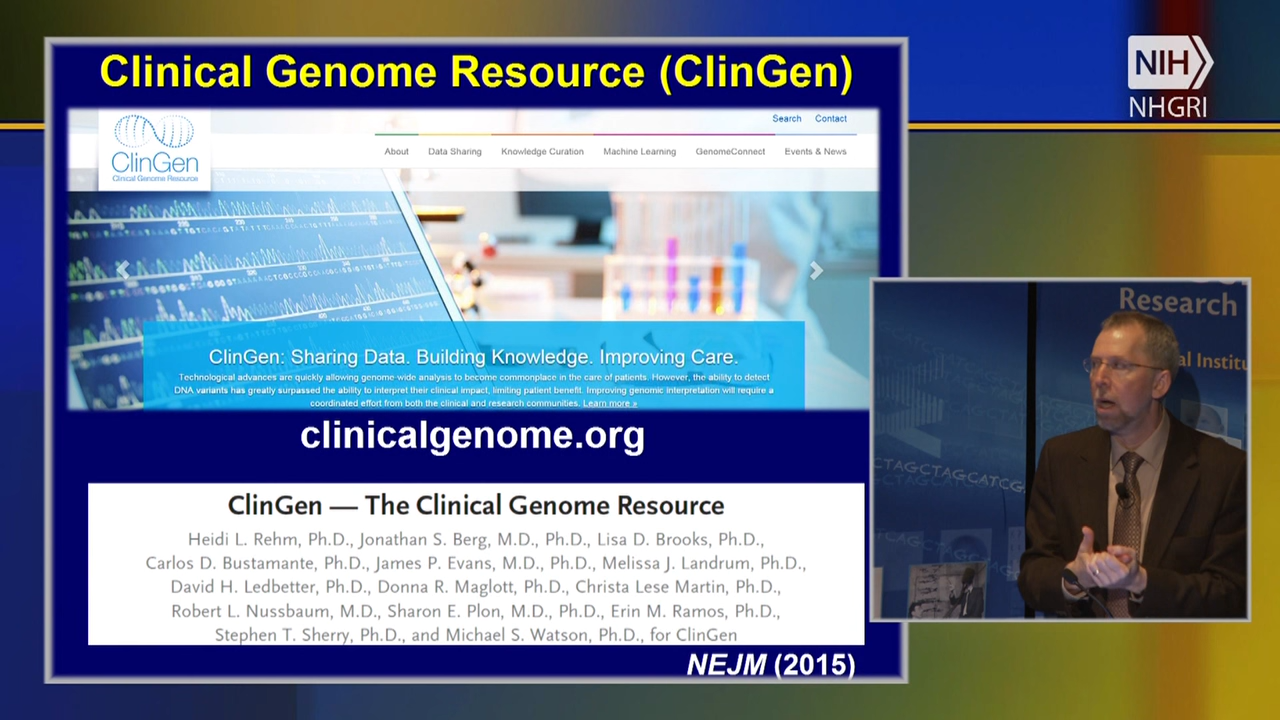 Clinical Genome Resource (ClinGen)
NIH
NHGRI
Search Contact
ClinGen
Clinical Genome Resource
About Data Sharing Knowledge Curation Machine Learning GenomeConnect Events & News
ClinGen: Sharing Data. Building Knowledge. Improving Care.
Technological advances are quickly allowing genome-wide analysis to become commonplace in the care of patients. However, the ability to detect
DNA variants has greatly surpassed the ability to interpret their clinical impact, limiting patient benefit. Improving genomic interpretation will require a
coordinated effort from both the clinical and research communities. Learn more »
clinicalgenome.org
ClinGen — The Clinical Genome Resource
Heidi L. Rehm, Ph.D., Jonathan S. Berg, M.D., Ph.D., Lisa D. Brooks, Ph.D.,
Carlos D. Bustamante, Ph.D., James P. Evans, M.D., Ph.D., Melissa J. Landrum, Ph.D.,
David H. Ledbetter, Ph.D., Donna R. Maglott, Ph.D., Christa Lese Martin, Ph.D.,
Robert L. Nussbaum, M.D., Sharon E. Plon, M.D., Ph.D., Erin M. Ramos, Ph.D.,
Stephen T. Sherry, Ph.D., and Michael S. Watson, Ph.D., for ClinGen
NEJM (2015)
Research
al Institu
CTAGCTAGCATCG